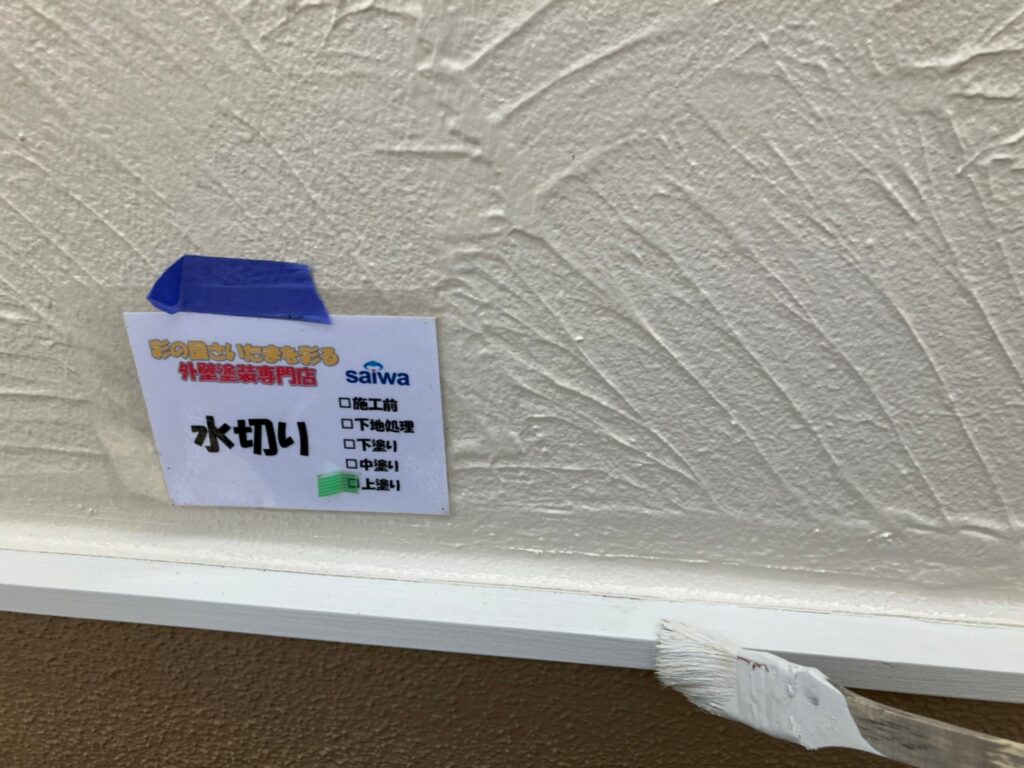 彩の国さいたまを彩る
外壁塗装専門店
saiwa
水切り
□施工前
□下地処理
□下塗り
□中塗り
□上塗り